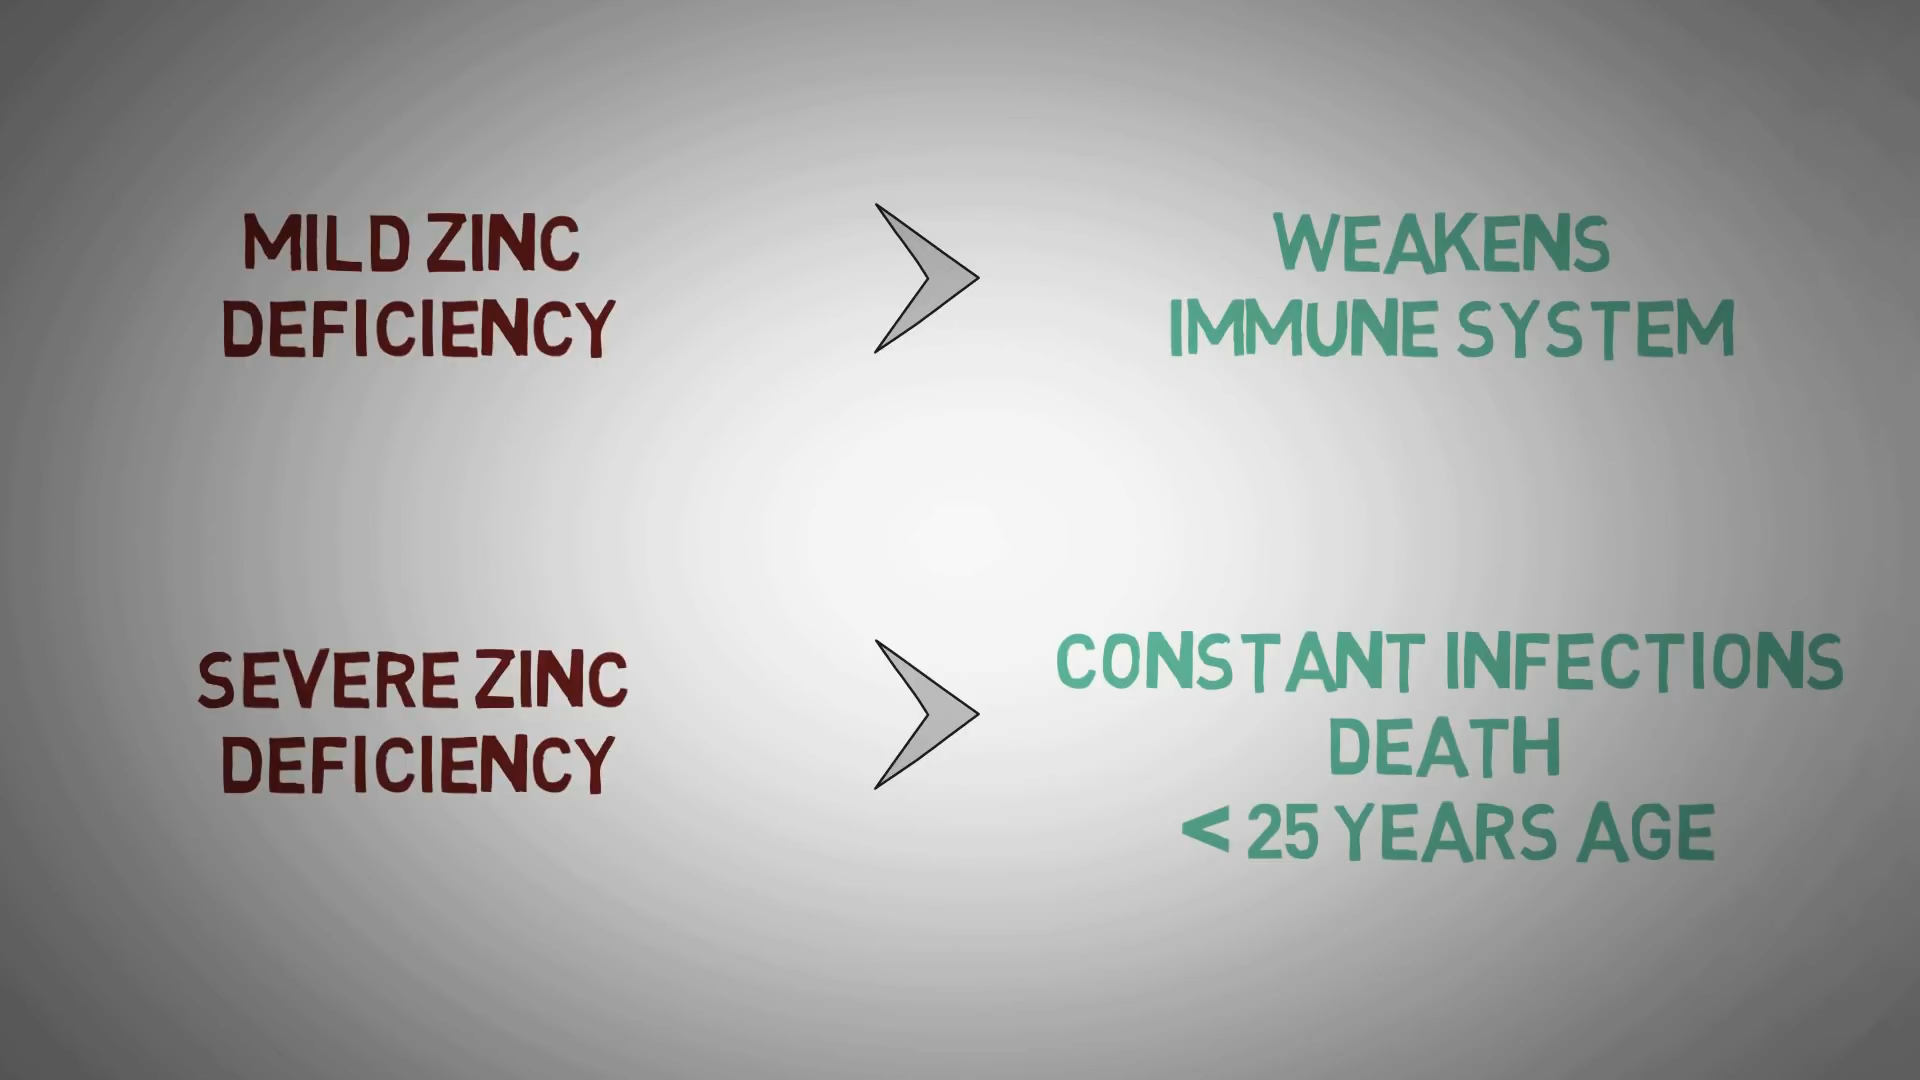 MILD ZINC
DEFICIENCY
WEAKENS
IMMUNE SYSTEM
SEVERE ZINC
DEFICIENCY
CONSTANT INFECTIONS
DEATH
< 25 YEARS AGE